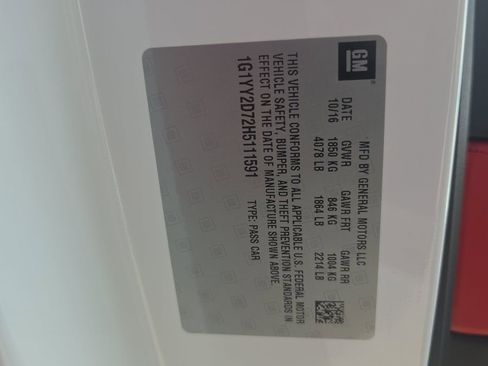 GM
MFD BY GENERAL MOTORS LLC
DATE GVWR GAWR FRT GAWR RR
10/16 1850 KG 846 KG 1004 KG
4078 LB 1864 LB 2214 LB
THIS VEHICLE CONFORMS TO ALL APPLICABLE U.S. FEDERAL MOTOR
VEHICLE SAFETY, BUMPER, AND THEFT PREVENTION STANDARDS IN
EFFECT ON THE DATE OF MANUFACTURE SHOWN ABOVE.
1G1YY2D72H5111591 TYPE: PASS CAR